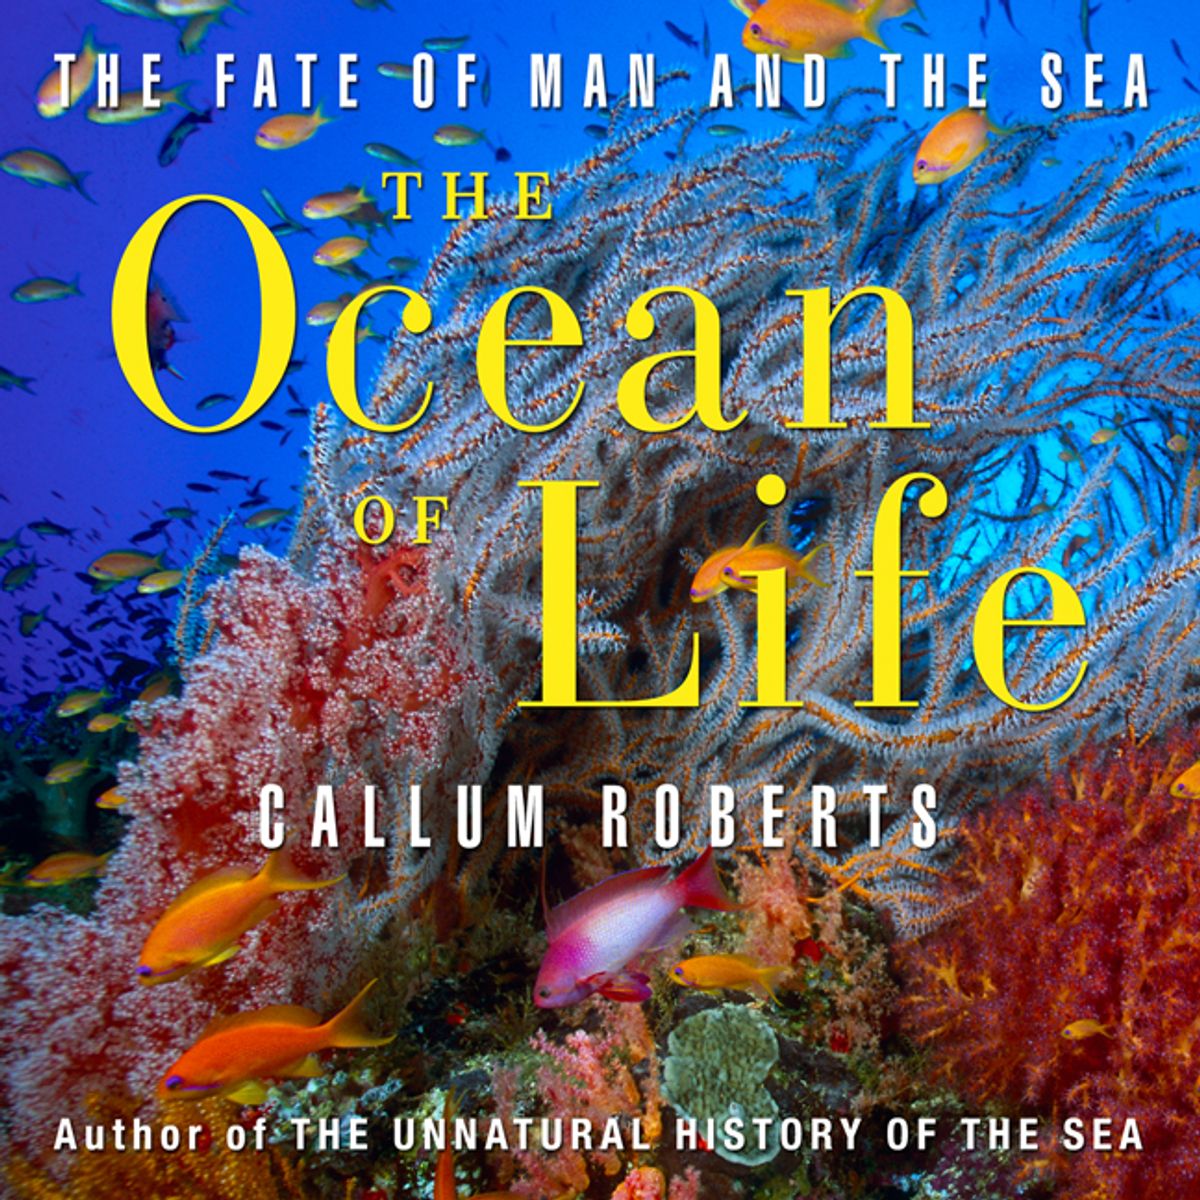 THE FATE OF MAN AND THE SEA
THE
Ocean
OF Life
CALLUM ROBERTS
Author of THE UNNATURAL HISTORY OF THE SEA